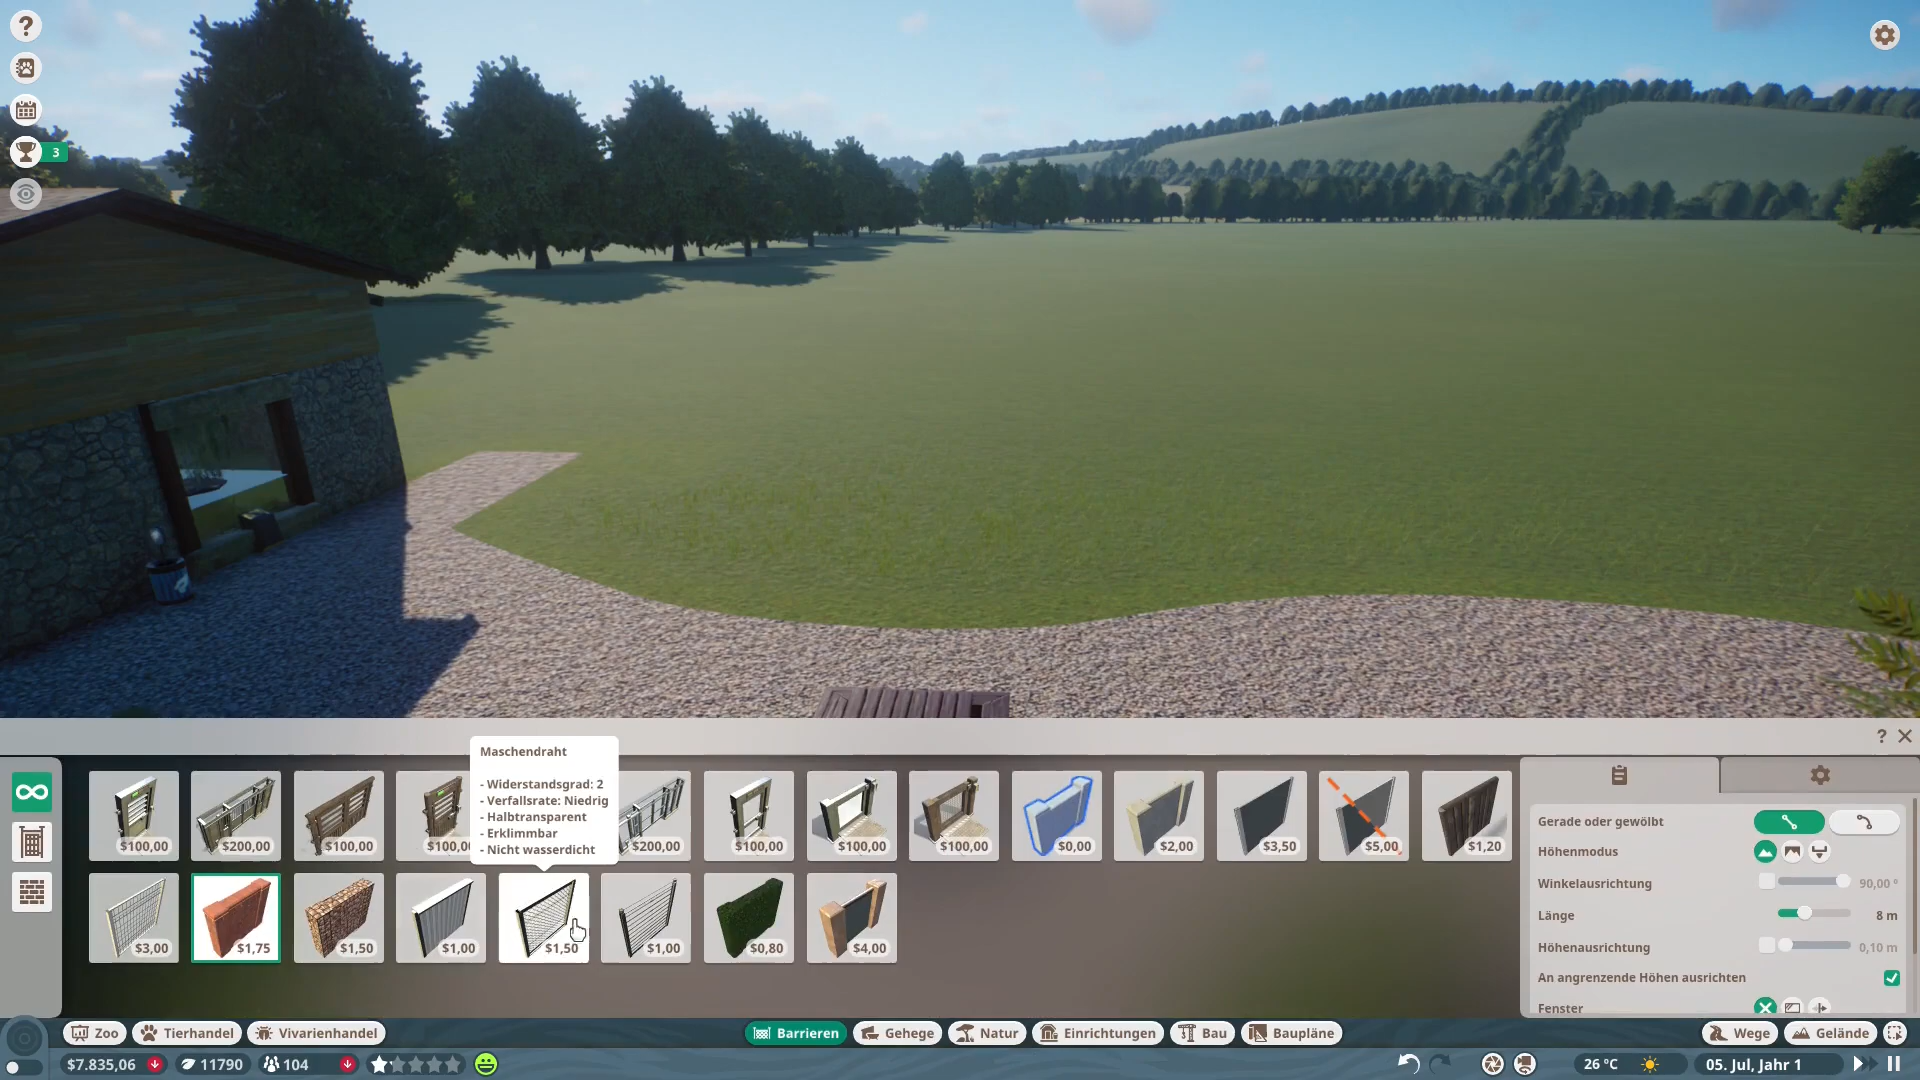 ?
3
? 
Maschendraht
- Widerstandsgrad: 2
- Verfallsrate: Niedrig
- Halbtransparent
- Erklimmbar
- Nicht wasserdicht
$100,00
$200,00
$100,00
$100,00
$200,00
$100,00
$100,00
$100,00
$0,00
$2,00
$3,50
$5,00
$1,20
$3,00
$1,75
$1,50
$1,00
$1,50
$1,00
$0,80
$4,00
Gerade oder gewölbt
Höhenmodus
Winkelausrichtung 90,00 °
Länge 8 m
Höhenausrichtung 0,10 m
An angrenzende Höhen ausrichten
Fenster
Zoo Tierhandel Vivarienhandel Barrieren Gehege Natur Einrichtungen Bau Baupläne Wege Gelände
$7.835,06 11790 104 26 °C 05. Jul, Jahr 1